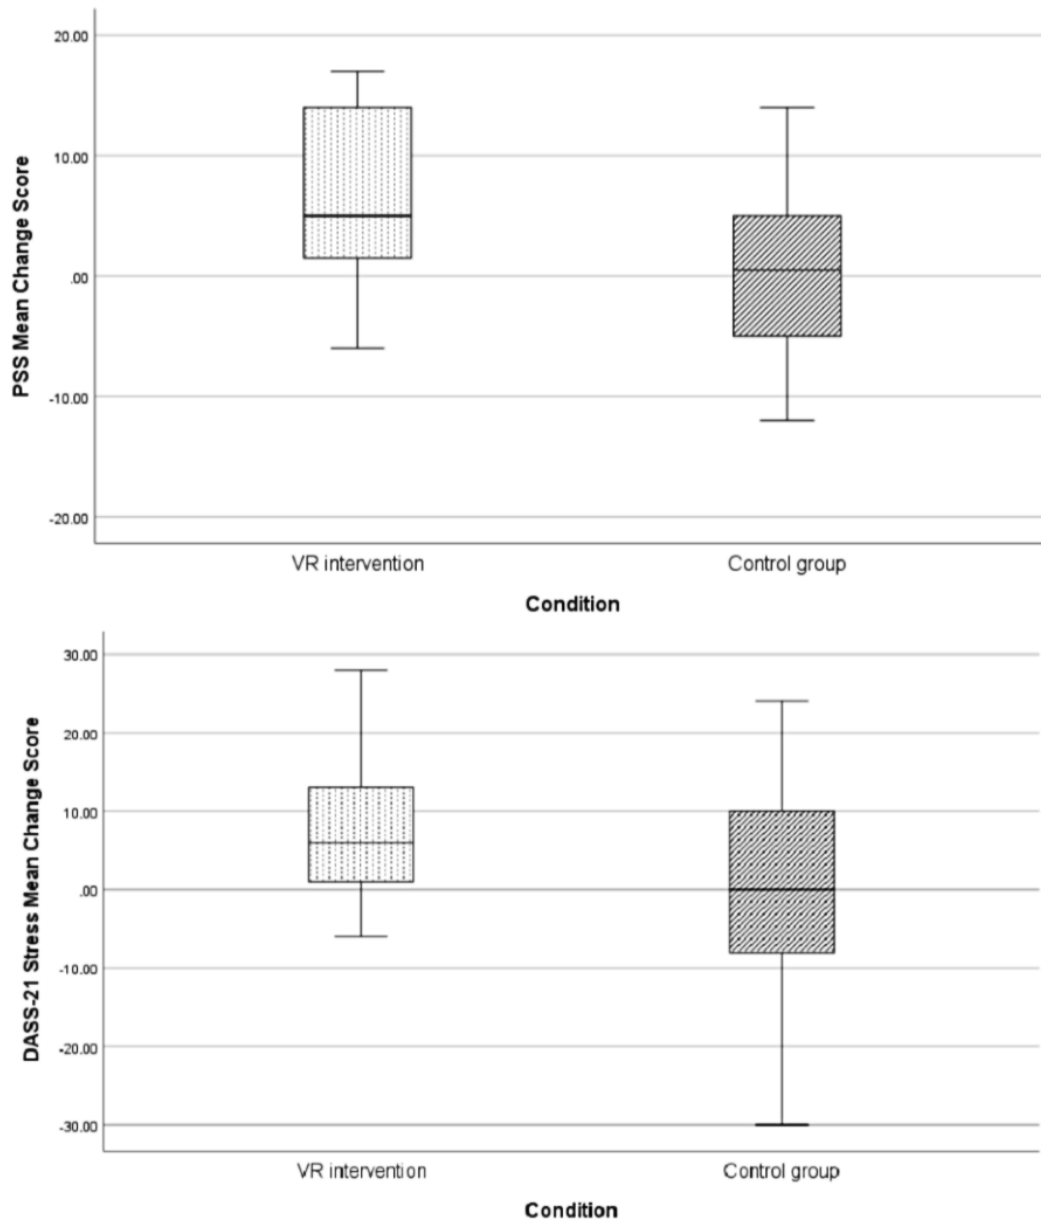 PSS Mean Change Score
20.00
10.00
.00
-10.00
-20.00
VR intervention
Control group
Condition
DASS-21 Stress Mean Change Score
30.00
20.00
10.00
.00
-10.00
-20.00
-30.00
VR intervention
Control group
Condition